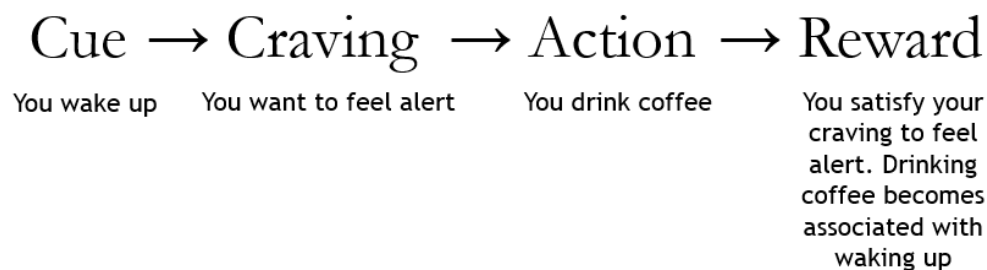 Cue → Craving → Action → Reward
You wake up
You want to feel alert
You drink coffee
You satisfy your
craving to feel
alert. Drinking
coffee becomes
associated with
waking up